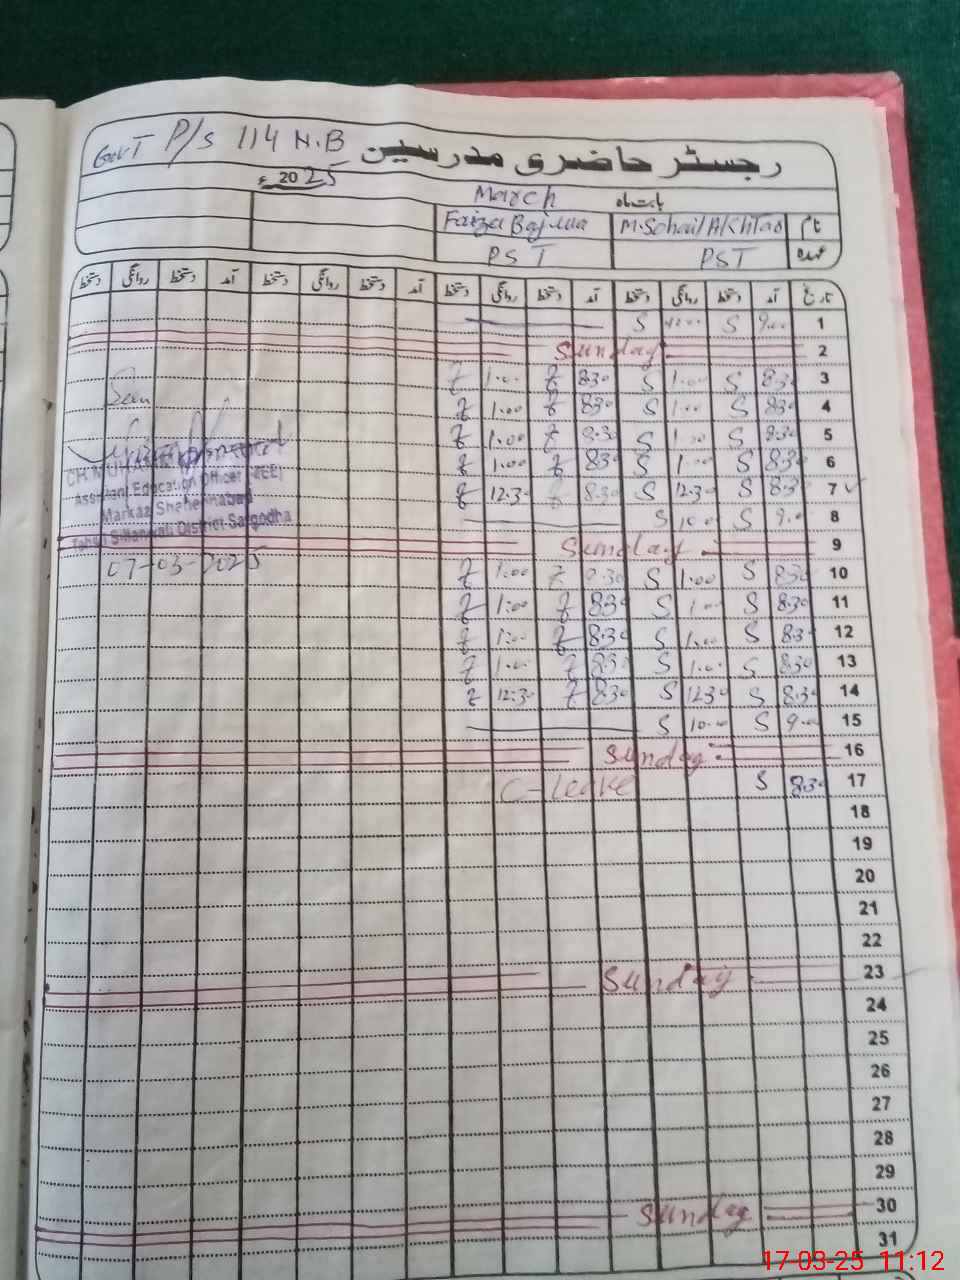 Govt P/s 114 N.B رجسٹر حاضری مدرسین
2025ء
March بابت ماہ
Faiza Bajwa M.Sohail Akhtar نام
PST PST عہدہ
دستخط روانگی دستخط آمد دستخط روانگی دستخط آمد دستخط روانگی دستخط آمد دستخط روانگی دستخط آمد تاریخ
S S 9.00 1
Sunday 2
Z 1.00 Z 8.30 S 1.00 S 8.30 3
Seen
Z 1.00 Z 8.30 S 1.00 S 8.30 4
Z 1.00 Z 8.30 S 1.00 S 8.30 5
Z 1.00 Z 8.30 S 1.00 S 8.30 6
Z 12.30 Z 8.30 S 12.30 S 8.30 7
S 10.00 S 9.00 8
CH.MUHAMMAD
Assistant Education Officer (MEE)
Markaz Shaheenabad
Tehsil Sillanwali District Sargodha
Sunday 9
07-03-2025
Z 1.00 Z 8.30 S 1.00 S 8.30 10
Z 1:00 Z 8.30 S 1.00 S 8.30 11
Z 1:00 Z 8.30 S 1.00 S 8.30 12
Z 1.00 Z 8.30 S 1.00 S 8.30 13
Z 12.30 Z 8.30 S 12.30 S 8.30 14
S 10.00 S 9.00 15
Sunday 16
C-leave S 8.30 17
18
19
20
21
22
Sunday 23
24
25
26
27
28
29
Sunday 30
31
17-03-25 11:12